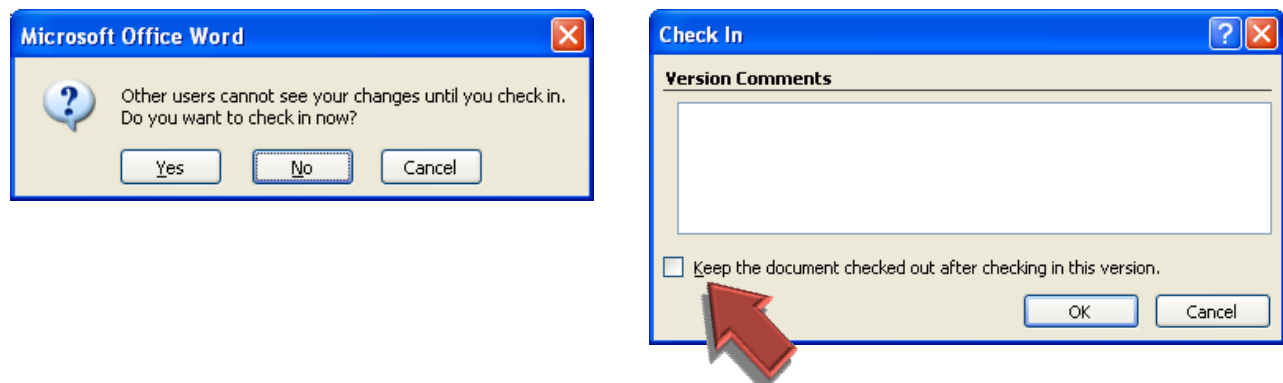 Microsoft Office Word
Other users cannot see your changes until you check in.
Do you want to check in now?
Yes
No
Cancel
Check In
Version Comments
Keep the document checked out after checking in this version.
OK
Cancel